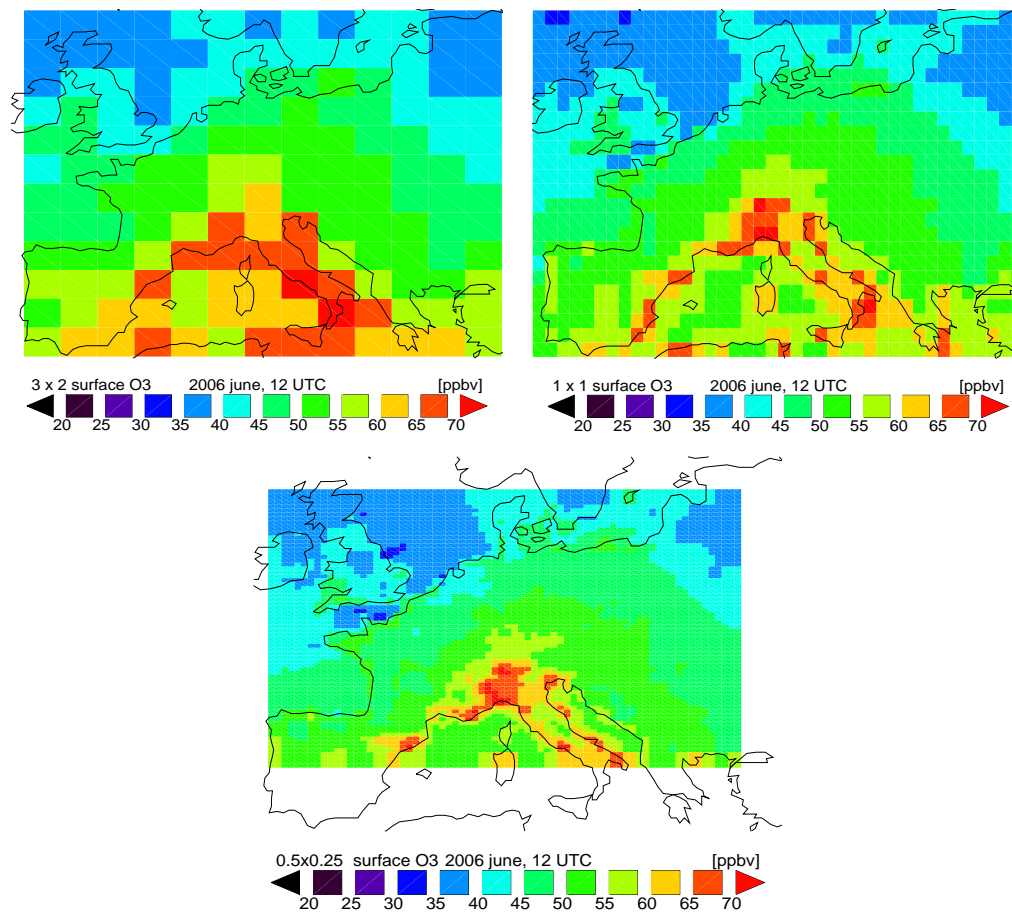 3 x 2 surface O3 2006 june, 12 UTC [ppbv]
20 25 30 35 40 45 50 55 60 65 70
1 x 1 surface O3 2006 june, 12 UTC [ppbv]
20 25 30 35 40 45 50 55 60 65 70
0.5x0.25 surface O3 2006 june, 12 UTC [ppbv]
20 25 30 35 40 45 50 55 60 65 70